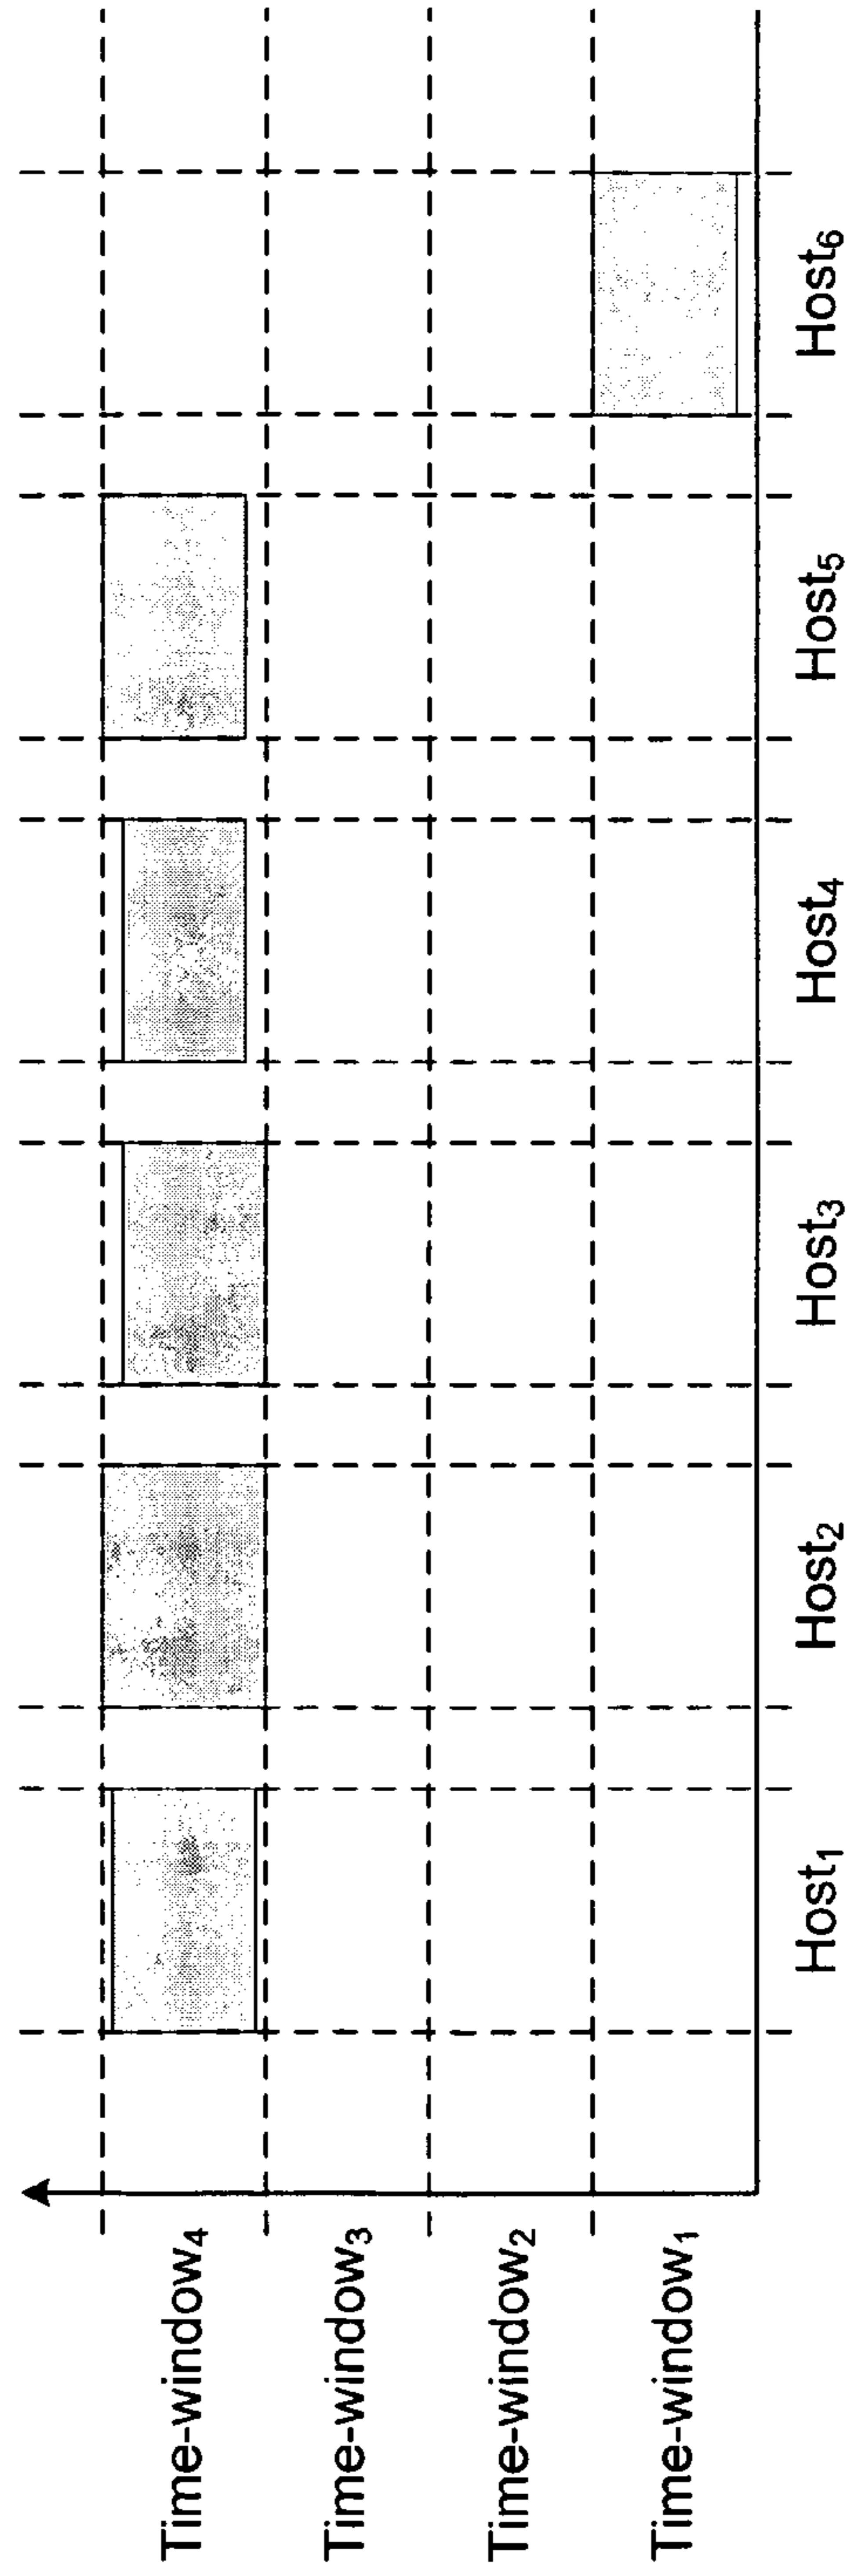 Time-window₄
Time-window₃
Time-window₂
Time-window₁
Host₁
Host₂
Host₃
Host₄
Host₅
Host₆